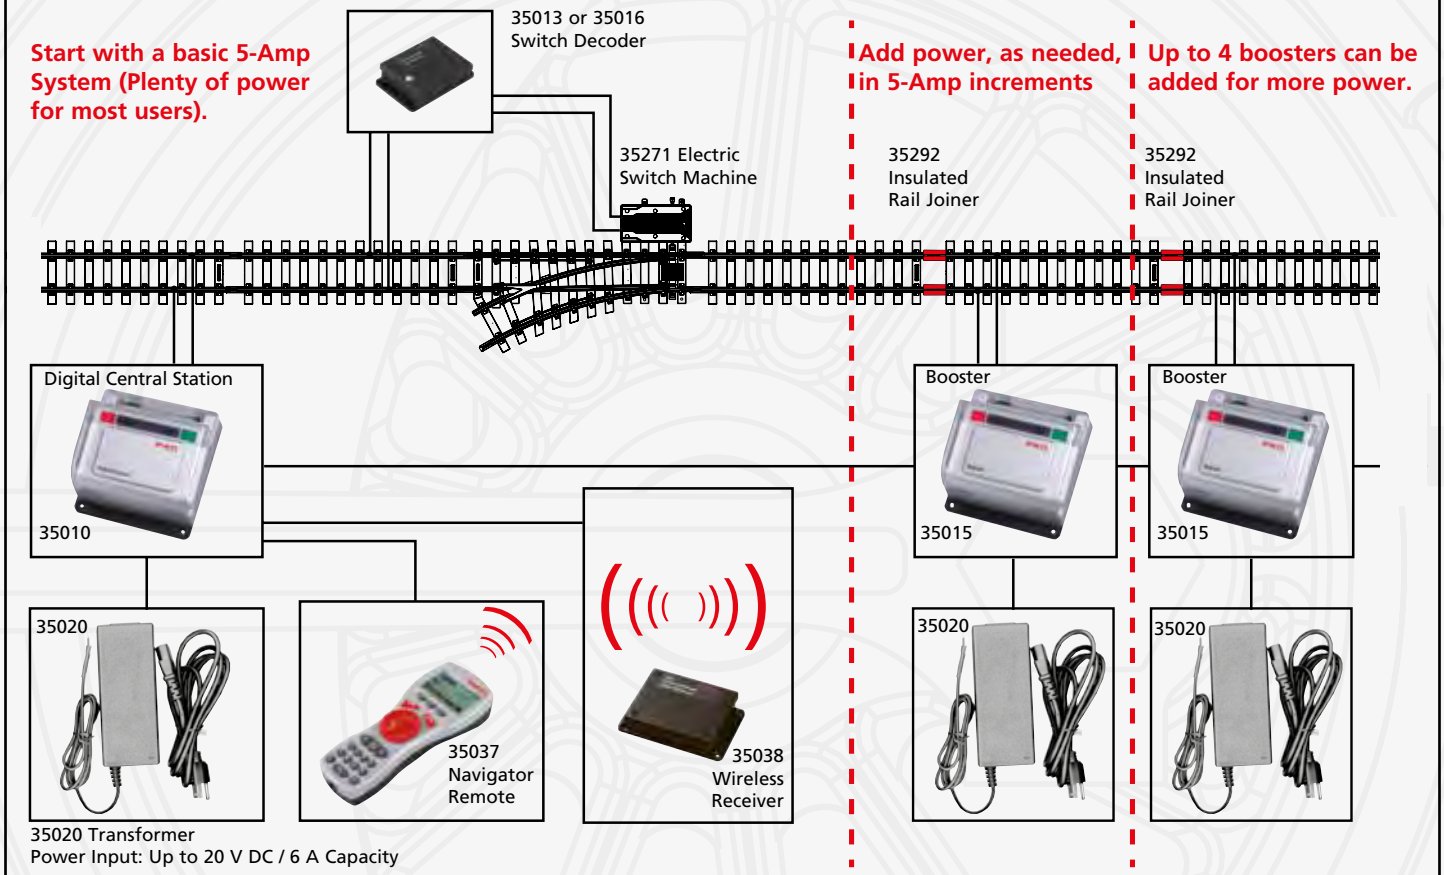 Start with a basic 5-Amp
System (Plenty of power
for most users).
35013 or 35016
Switch Decoder
Add power, as needed,
in 5-Amp increments
Up to 4 boosters can be
added for more power.
35271 Electric
Switch Machine
35292
Insulated
Rail Joiner
35292
Insulated
Rail Joiner
Digital Central Station
35010
Booster
35015
Booster
35015
35020
35037
Navigator
Remote
35038
Wireless
Receiver
35020
35020
35020 Transformer
Power Input: Up to 20 V DC / 6 A Capacity